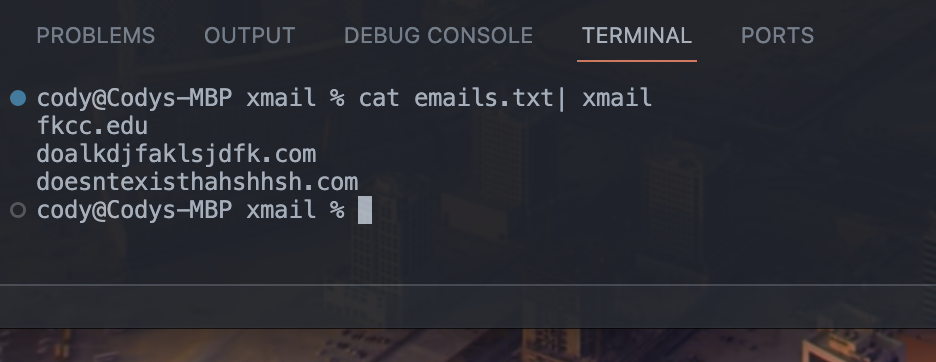 PROBLEMS OUTPUT DEBUG CONSOLE TERMINAL PORTS
cody@Codys-MBP xmail % cat emails.txt| xmail
fkcc.edu
doalkdjfaklsjdfk.com
doesntexisthahshhsh.com
cody@Codys-MBP xmail %